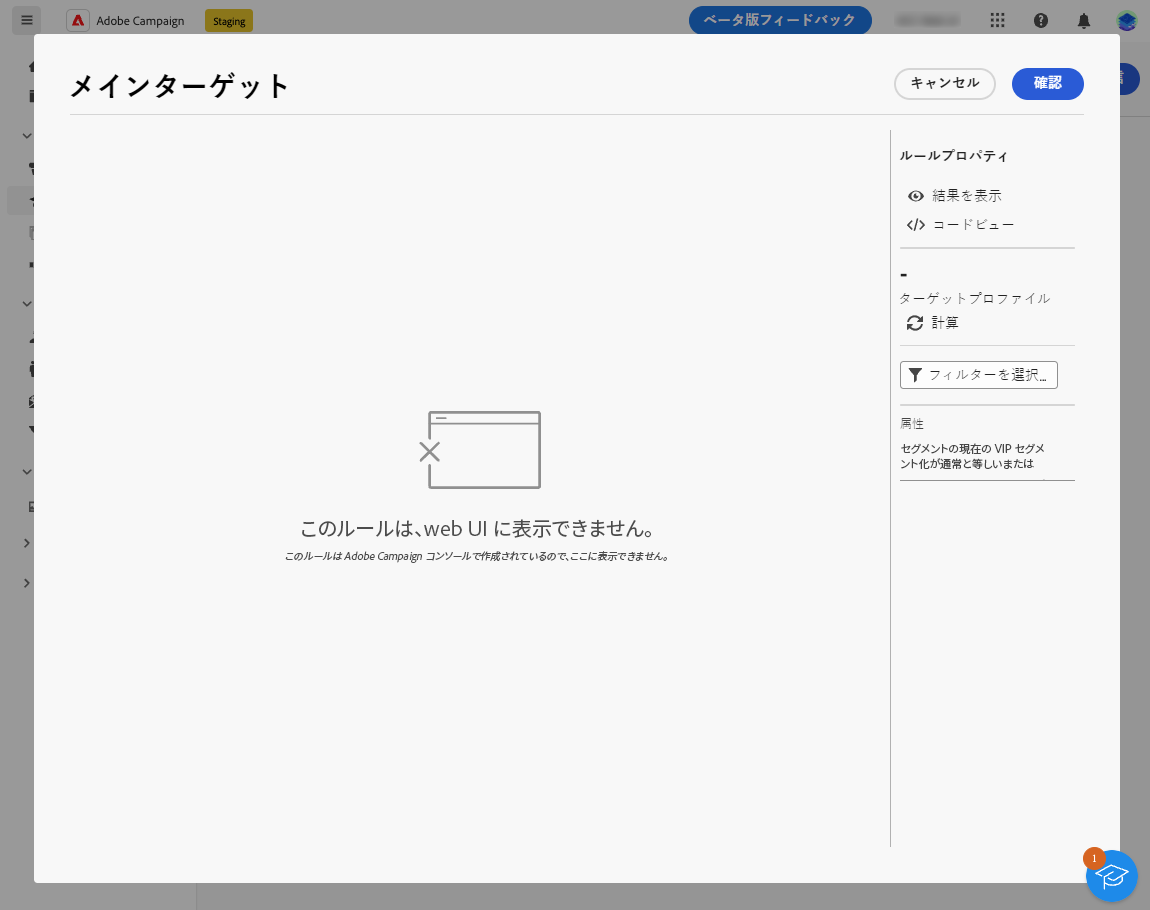 Adobe Campaign
Staging
ベータ版フィードバック
メインターゲット
キャンセル
確認
ルールプロパティ
結果を表示
コードビュー
-
ターゲットプロファイル
計算
フィルターを選択...
属性
セグメントの現在の VIP セグメ
ント化が通常と等しいまたは
このルールは、web UI に表示できません。
このルールは Adobe Campaign コンソールで作成されているので、ここに表示できません。
1